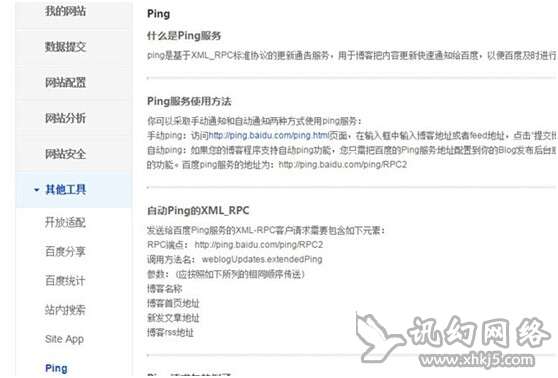 我的网站
数据提交
网站配置
网站分析
网站安全
其他工具
开放适配
百度分享
百度统计
站内搜索
Site App
Ping
Ping
什么是Ping服务
ping是基于XML_RPC标准协议的更新通告服务，用于博客把内容更新快速通知给百度，以便百度及时进行
Ping服务使用方法
你可以采取手动通知和自动通知两种方式使用ping服务：
手动ping：访问http://ping.baidu.com/ping.html页面，在输入框中输入博客地址或者feed地址，点击“提交
自动ping：如果您的博客程序支持自动ping功能，您只需把百度的Ping服务地址配置到你的Blog发布后台
的功能。百度ping服务的地址为：http://ping.baidu.com/ping/RPC2
自动Ping的XML_RPC
发送给百度Ping服务的XML-RPC客户请求需要包含如下元素：
RPC端点： http://ping.baidu.com/ping/RPC2
调用方法名： weblogUpdates.extendedPing
参数：（应按照如下所列的相同顺序传送）
博客名称
博客首页地址
新发文章地址
博客rss地址
讯幻网络
www.xhkj5.com